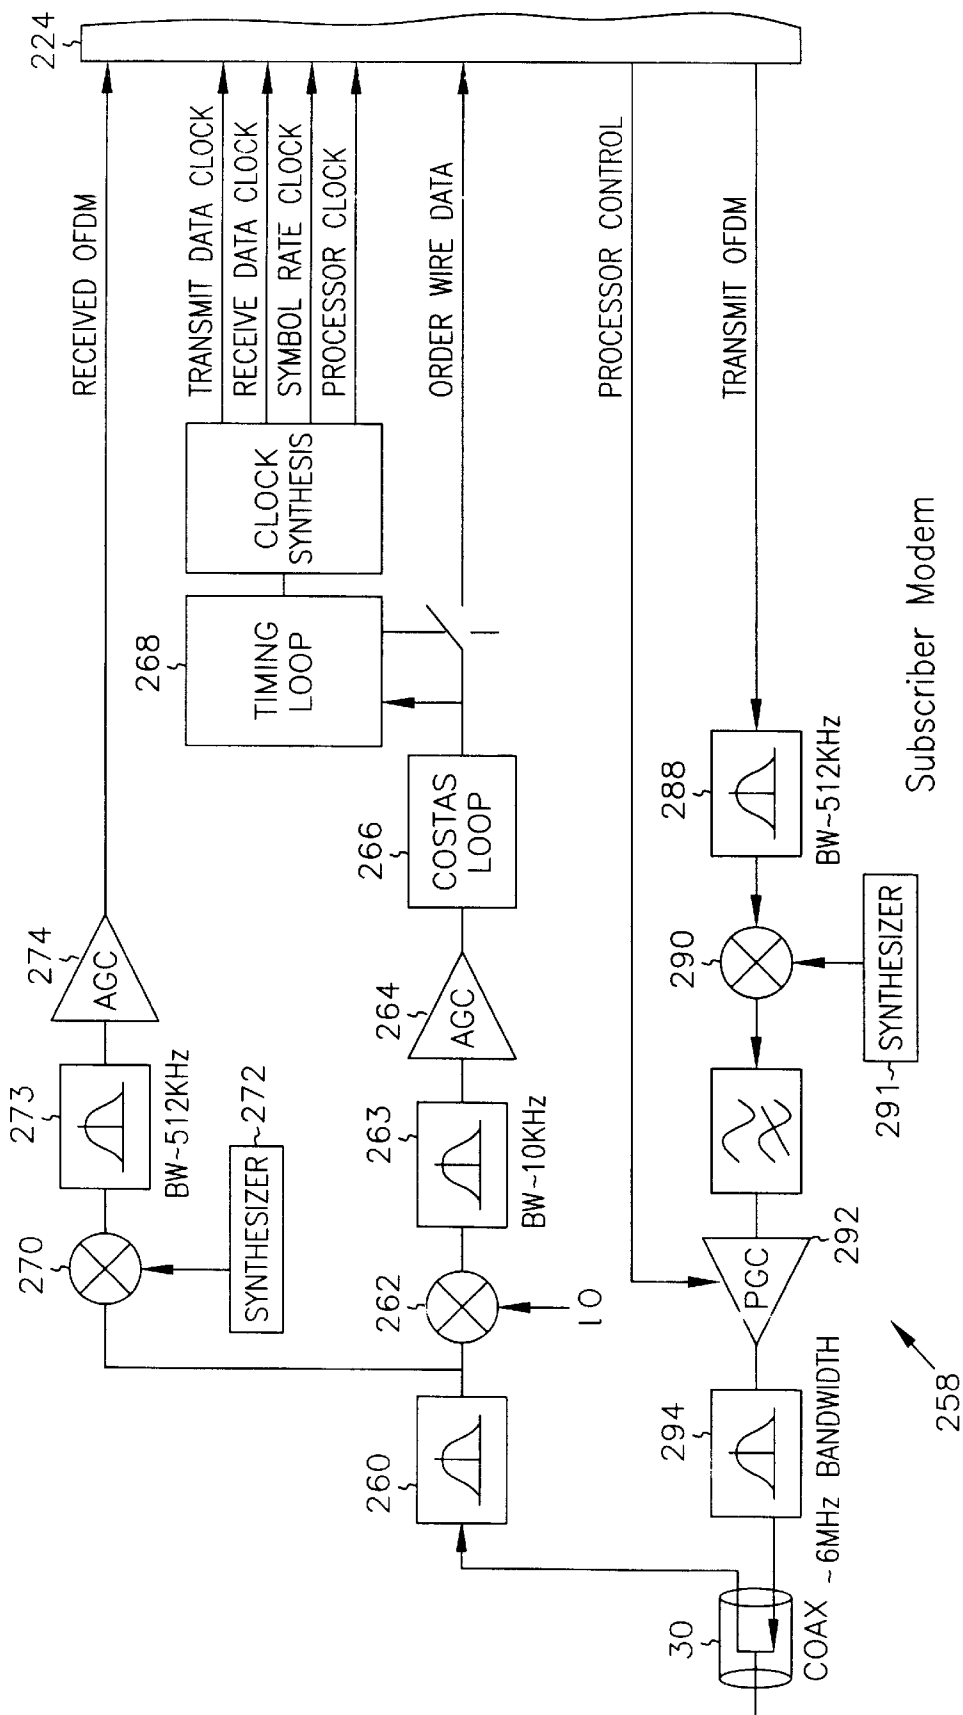 224
RECEIVED OFDM
274
AGC
273
BW~512KHz
270
SYNTHESIZER
272
TRANSMIT DATA CLOCK
RECEIVE DATA CLOCK
SYMBOL RATE CLOCK
PROCESSOR CLOCK
CLOCK
SYNTHESIS
268
TIMING
LOOP
ORDER WIRE DATA
266
COSTAS
LOOP
264
AGC
263
BW~10KHz
262
LO
260
PROCESSOR CONTROL
TRANSMIT OFDM
288
BW~512KHz
290
291
SYNTHESIZER
292
PGC
294
~6MHz BANDWIDTH
30
COAX
258
Subscriber Modem